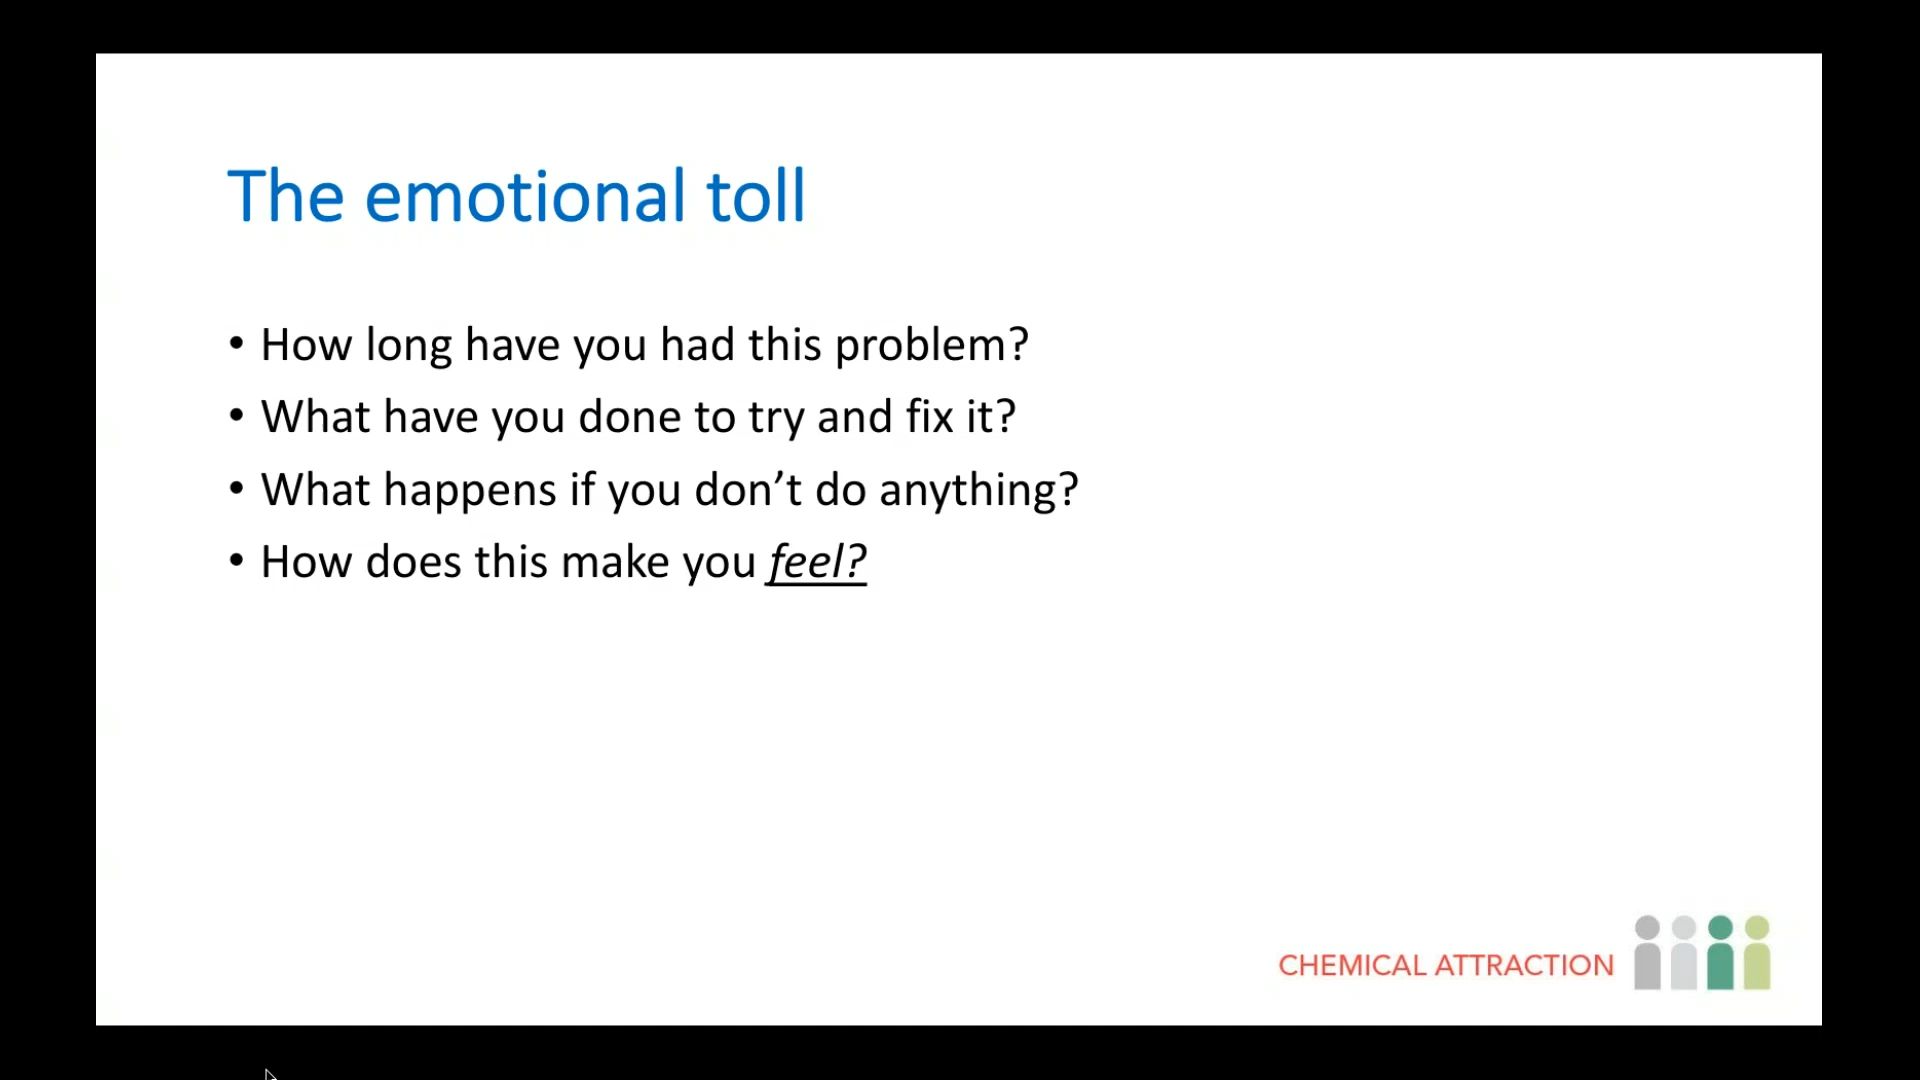 The emotional toll
• How long have you had this problem?
• What have you done to try and fix it?
• What happens if you don’t do anything?
• How does this make you feel?
CHEMICAL ATTRACTION